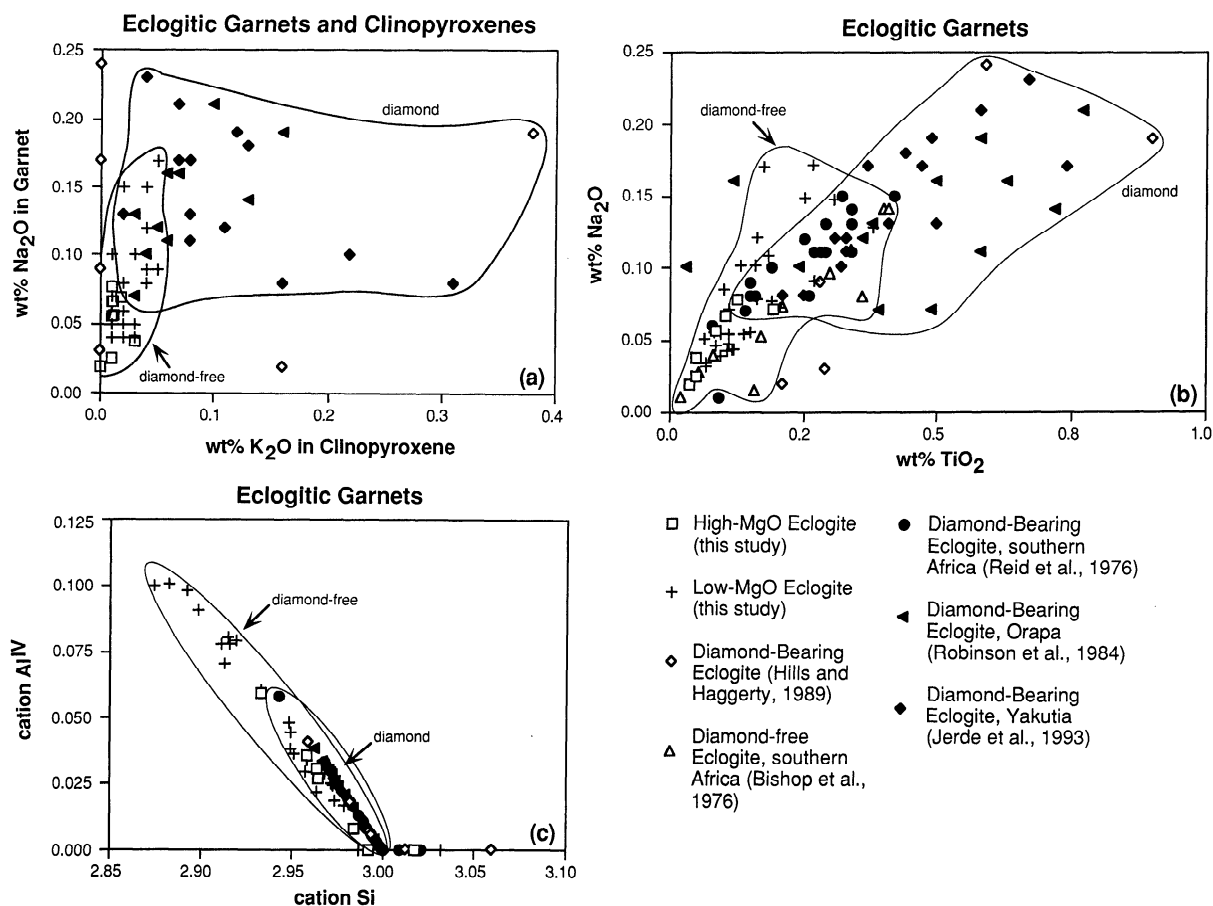 Eclogitic Garnets and Clinopyroxenes
0.25
0.20
0.15
0.10
0.05
0.00
wt% Na2O in Garnet
diamond
diamond-free
(a)
0.0
0.1
0.2
0.3
0.4
wt% K2O in Clinopyroxene
Eclogitic Garnets
0.25
0.20
0.15
0.10
0.05
0.00
wt% Na2O
diamond-free
diamond
(b)
0.0
0.2
0.5
0.8
1.0
wt% TiO2
Eclogitic Garnets
0.125
0.100
0.075
0.050
0.025
0.000
cation AlIV
diamond-free
diamond
(c)
2.85
2.90
2.95
3.00
3.05
3.10
cation Si
High-MgO Eclogite
(this study)
Low-MgO Eclogite
(this study)
Diamond-Bearing
Eclogite (Hills and
Haggerty, 1989)
Diamond-free
Eclogite, southern
Africa (Bishop et al.,
1976)
Diamond-Bearing
Eclogite, southern
Africa (Reid et al., 1976)
Diamond-Bearing
Eclogite, Orapa
(Robinson et al., 1984)
Diamond-Bearing
Eclogite, Yakutia
(Jerde et al., 1993)